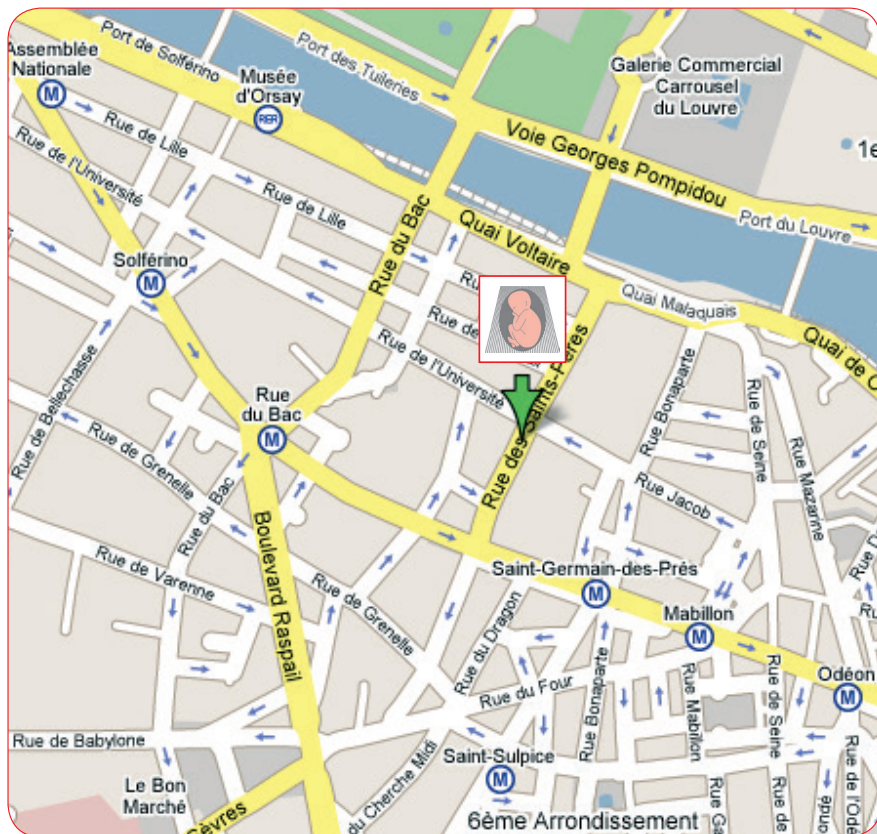 Assemblée
Nationale
M
Port de Solférino
Musée
d'Orsay
RER
Port des Tuileries
Galerie Commercial
Carrousel
du Louvre
Voie Georges Pompidou
Port du Louvre
Rue de Lille
Rue de l'Université
Rue de Lille
Rue du Bac
Quai Voltaire
Quai Malaquais
Solférino
M
Rue de Bellechasse
Rue de l'Université
Rue des Saints-Pères
Rue Bonaparte
Rue de Seine
Rue Mazarine
Rue
du Bac
M
Rue de Grenelle
Rue du Bac
Rue Jacob
Boulevard Raspail
Rue de Varenne
Rue de Grenelle
Saint-Germain-des-Prés
M
Mabillon
M
Odéon
M
Rue du Dragon
Rue du Four
Rue Bonaparte
Rue Mabillon
Rue de Seine
Rue de Babylone
Saint-Sulpice
M
Le Bon
Marché
du Cherche Midi
6ème Arrondissement